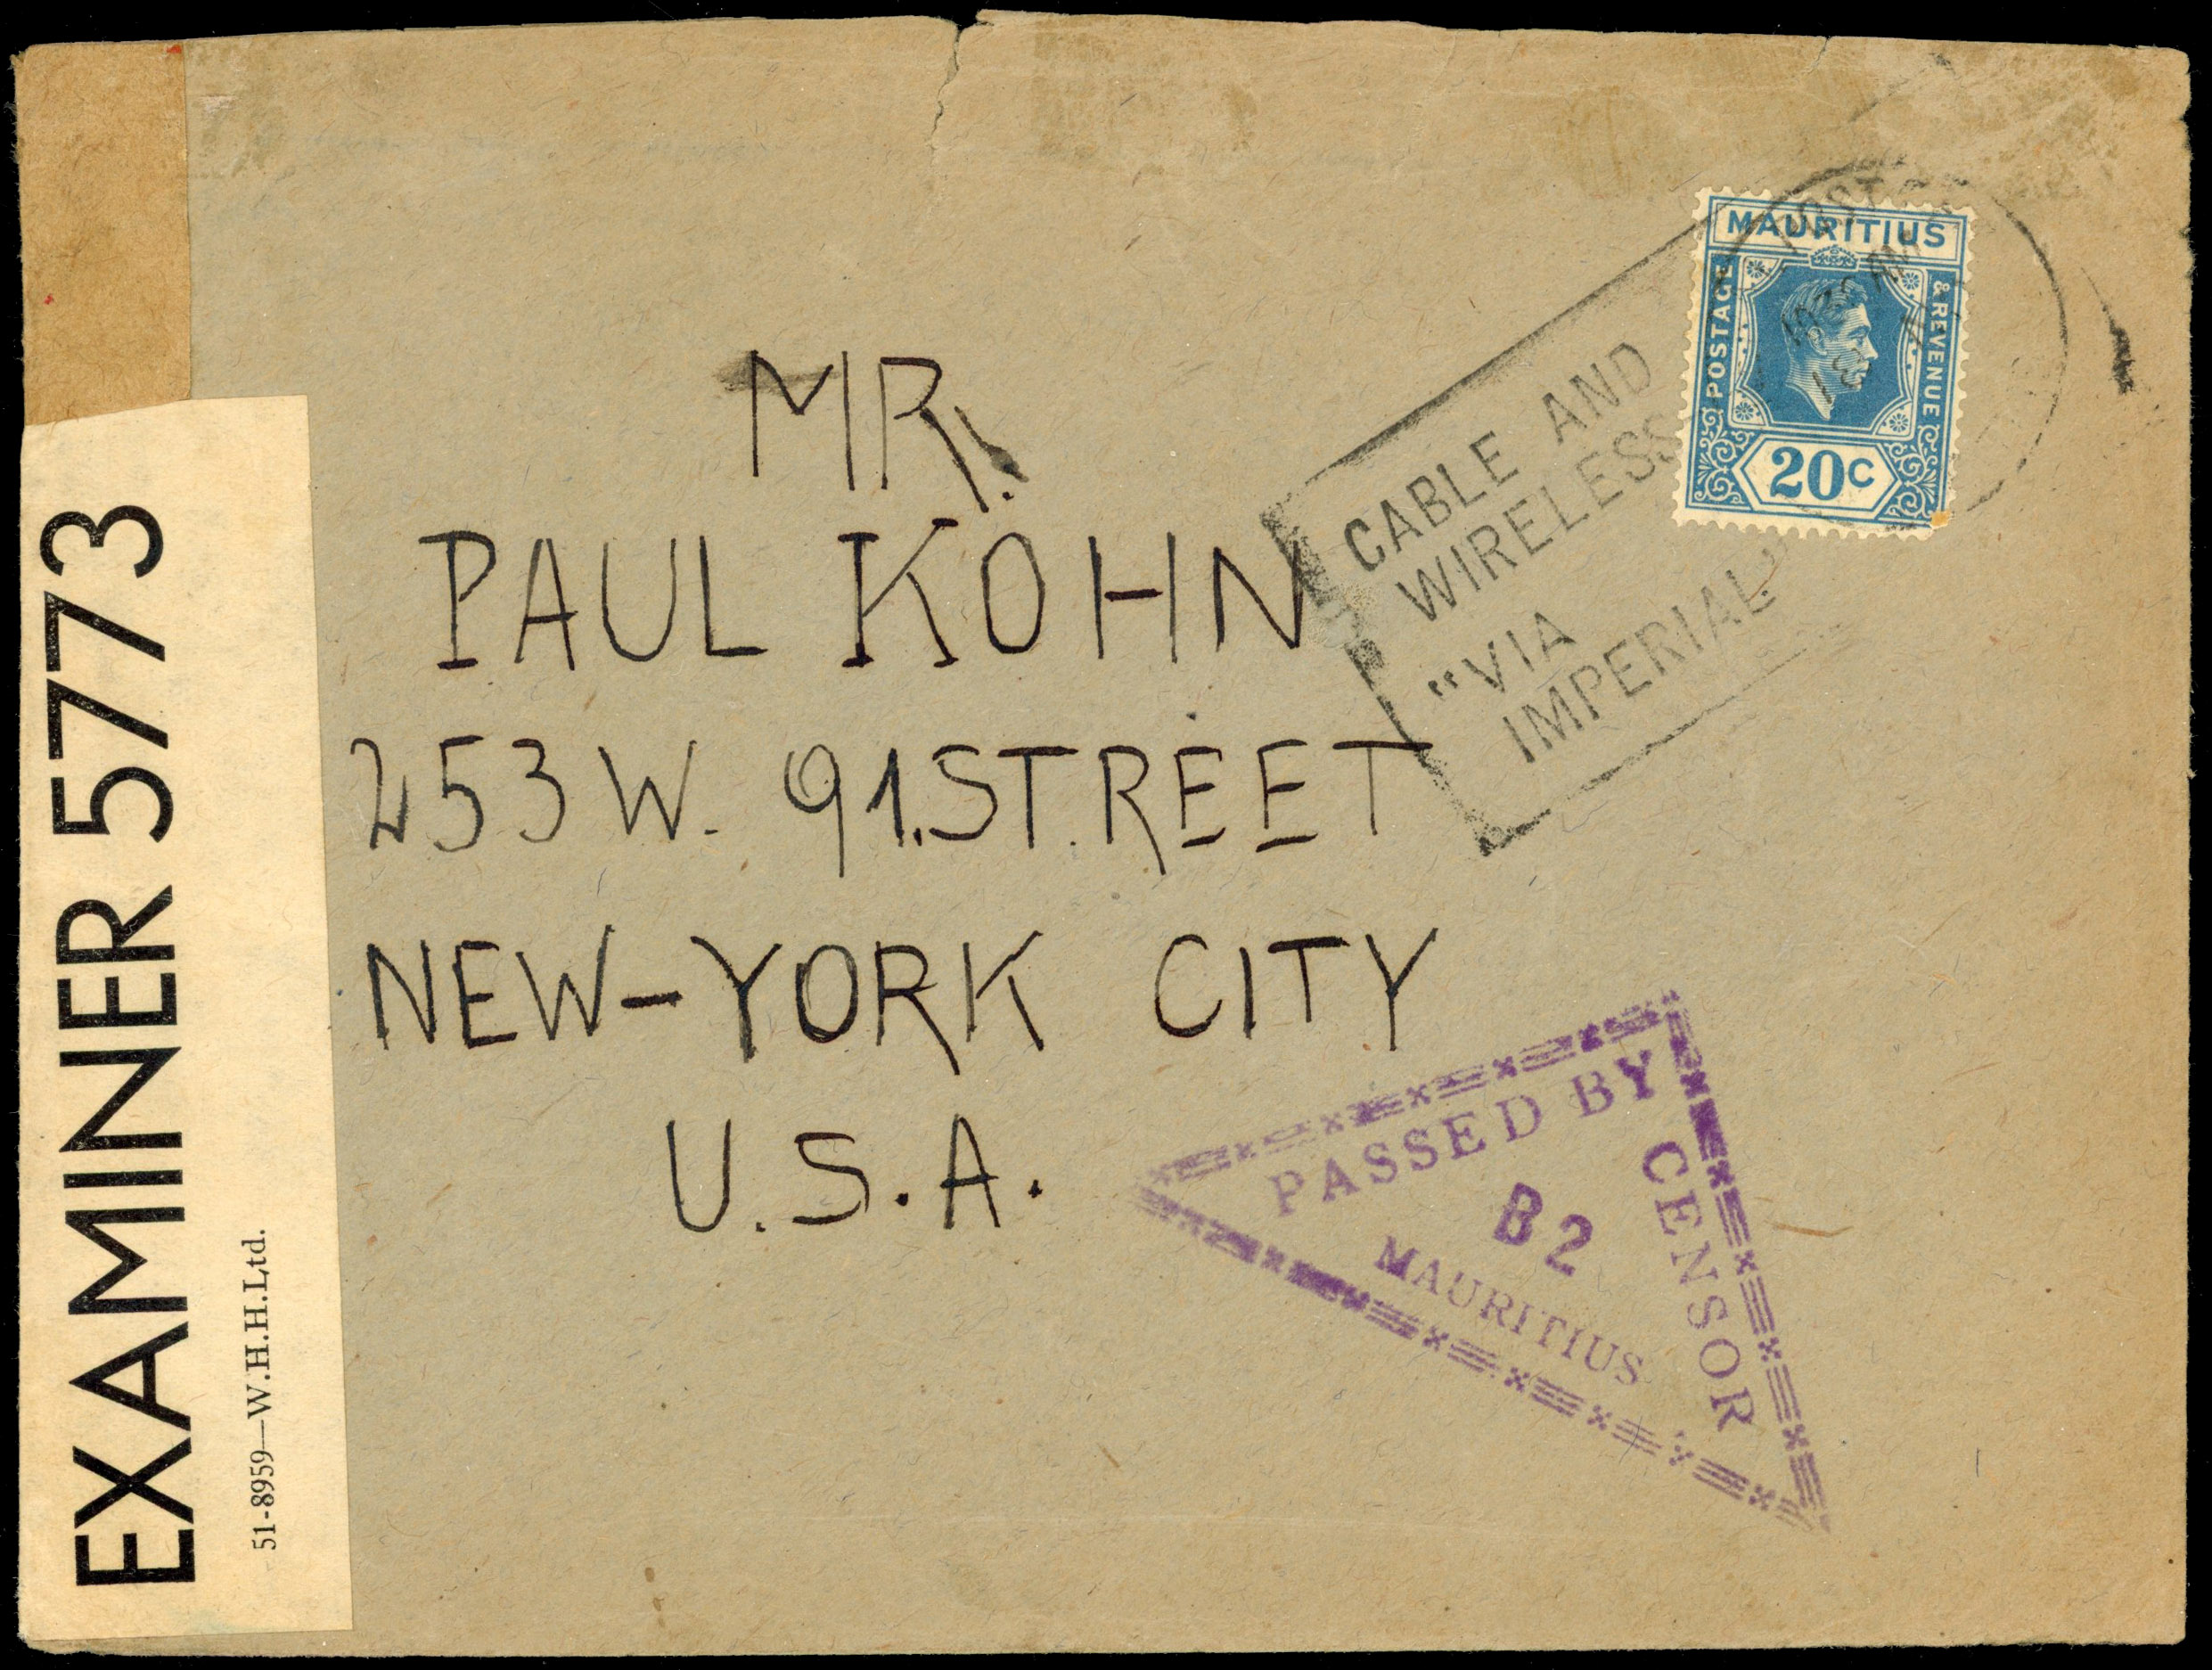 EXAMINER 5773
51-8959—W.H.H.Ltd.
MR.
PAUL KOHN
253 W. 91.STREET
NEW-YORK CITY
U.S.A.
CABLE AND
WIRELESS
"VIA
IMPERIAL"
MAURITIUS
POSTAGE
& REVENUE
20c
PASSED BY
CENSOR
B2
MAURITIUS